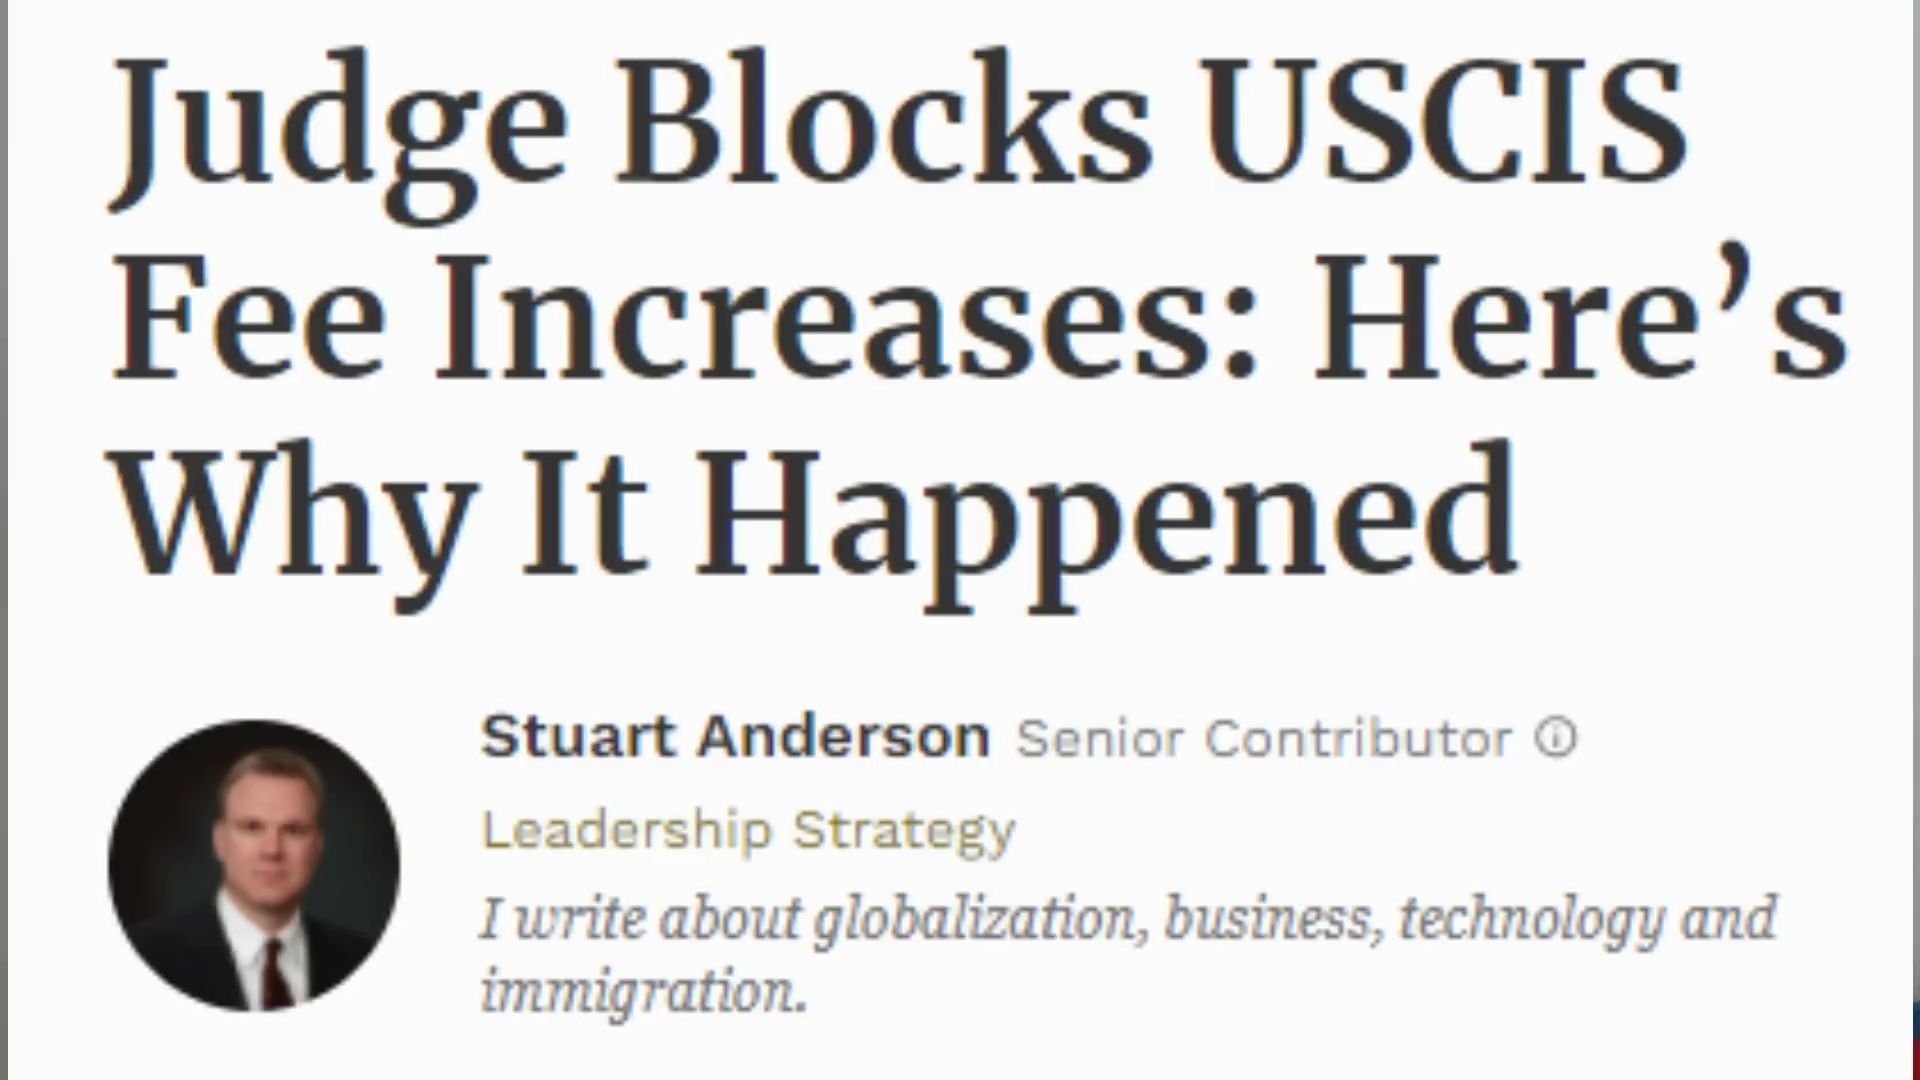 Judge Blocks USCIS
Fee Increases: Here’s
Why It Happened
Stuart Anderson Senior Contributor
Leadership Strategy
I write about globalization, business, technology and
immigration.